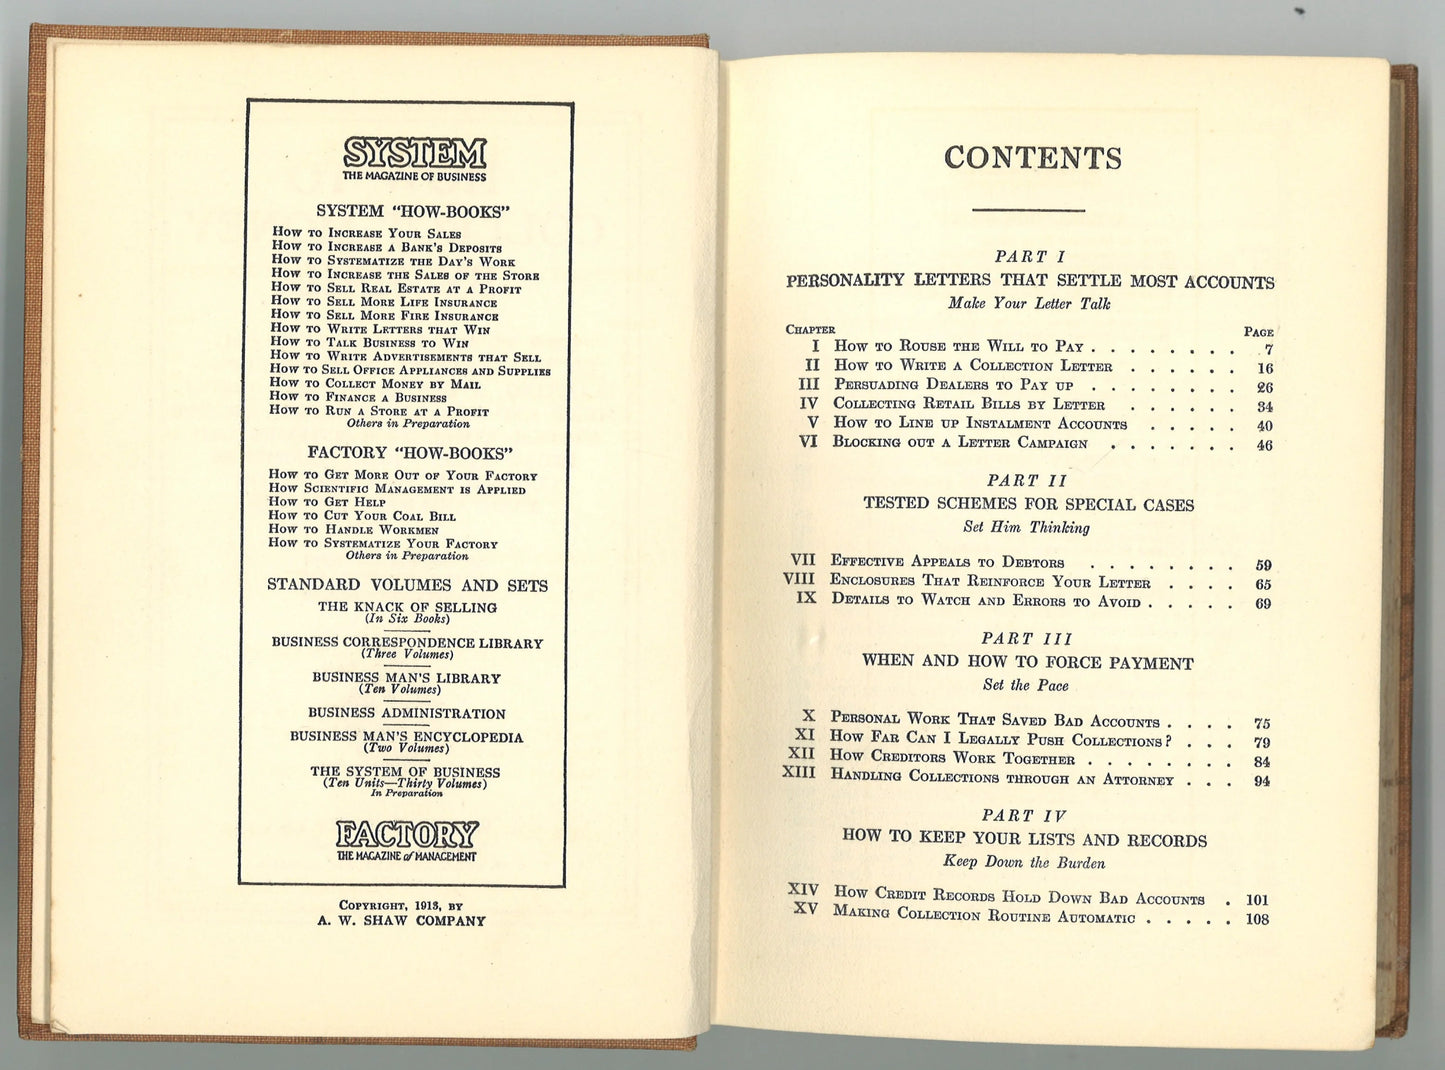 SYSTEM
THE MAGAZINE OF BUSINESS
SYSTEM "HOW-BOOKS"
How to Increase Your Sales
How to Increase a Bank's Deposits
How to Systematize the Day's Work
How to Increase the Sales of the Store
How to Sell Real Estate at a Profit
How to Sell More Life Insurance
How to Sell More Fire Insurance
How to Write Letters that Win
How to Talk Business to Win
How to Write Advertisements that Sell
How to Sell Office Appliances and Supplies
How to Collect Money by Mail
How to Finance a Business
How to Run a Store at a Profit
Others in Preparation
FACTORY "HOW-BOOKS"
How to Get More Out of Your Factory
How Scientific Management is Applied
How to Get Help
How to Cut Your Coal Bill
How to Handle Workmen
How to Systematize Your Factory
Others in Preparation
STANDARD VOLUMES AND SETS
THE KNACK OF SELLING
(In Six Books)
BUSINESS CORRESPONDENCE LIBRARY
(Three Volumes)
BUSINESS MAN'S LIBRARY
(Ten Volumes)
BUSINESS ADMINISTRATION
BUSINESS MAN'S ENCYCLOPEDIA
(Two Volumes)
THE SYSTEM OF BUSINESS
(Ten Units—Thirty Volumes)
In Preparation
FACTORY
THE MAGAZINE of MANAGEMENT
Copyright, 1913, by
A. W. SHAW COMPANY
CONTENTS
PART I
PERSONALITY LETTERS THAT SETTLE MOST ACCOUNTS
Make Your Letter Talk
Chapter Page
I How to Rouse the Will to Pay . . . . . . . . 7
II How to Write a Collection Letter . . . . . . 16
III Persuading Dealers to Pay up . . . . . . . . 26
IV Collecting Retail Bills by Letter . . . . . . 34
V How to Line up Instalment Accounts . . . . . 40
VI Blocking out a Letter Campaign . . . . . . . 46
PART II
TESTED SCHEMES FOR SPECIAL CASES
Set Him Thinking
VII Effective Appeals to Debtors . . . . . . . . 59
VIII Enclosures That Reinforce Your Letter . . . . 65
IX Details to Watch and Errors to Avoid . . . . . 69
PART III
WHEN AND HOW TO FORCE PAYMENT
Set the Pace
X Personal Work That Saved Bad Accounts . . . . 75
XI How Far Can I Legally Push Collections? . . . 79
XII How Creditors Work Together . . . . . . . . 84
XIII Handling Collections through an Attorney . . . 94
PART IV
HOW TO KEEP YOUR LISTS AND RECORDS
Keep Down the Burden
XIV How Credit Records Hold Down Bad Accounts . 101
XV Making Collection Routine Automatic . . . . . 108